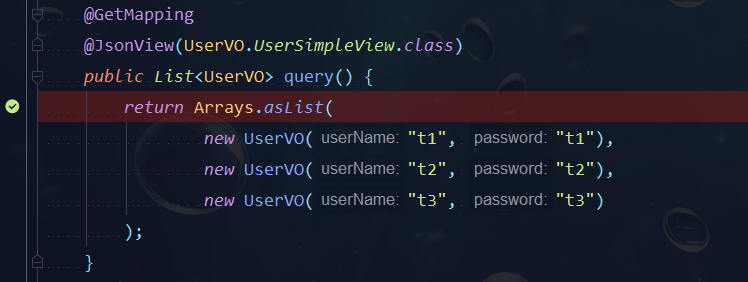 @GetMapping
@JsonView(UserVO.UserSimpleView.class)
public List<UserVO> query() {
return Arrays.asList(
new UserVO( userName: "t1", password: "t1"),
new UserVO( userName: "t2", password: "t2"),
new UserVO( userName: "t3", password: "t3")
);
}